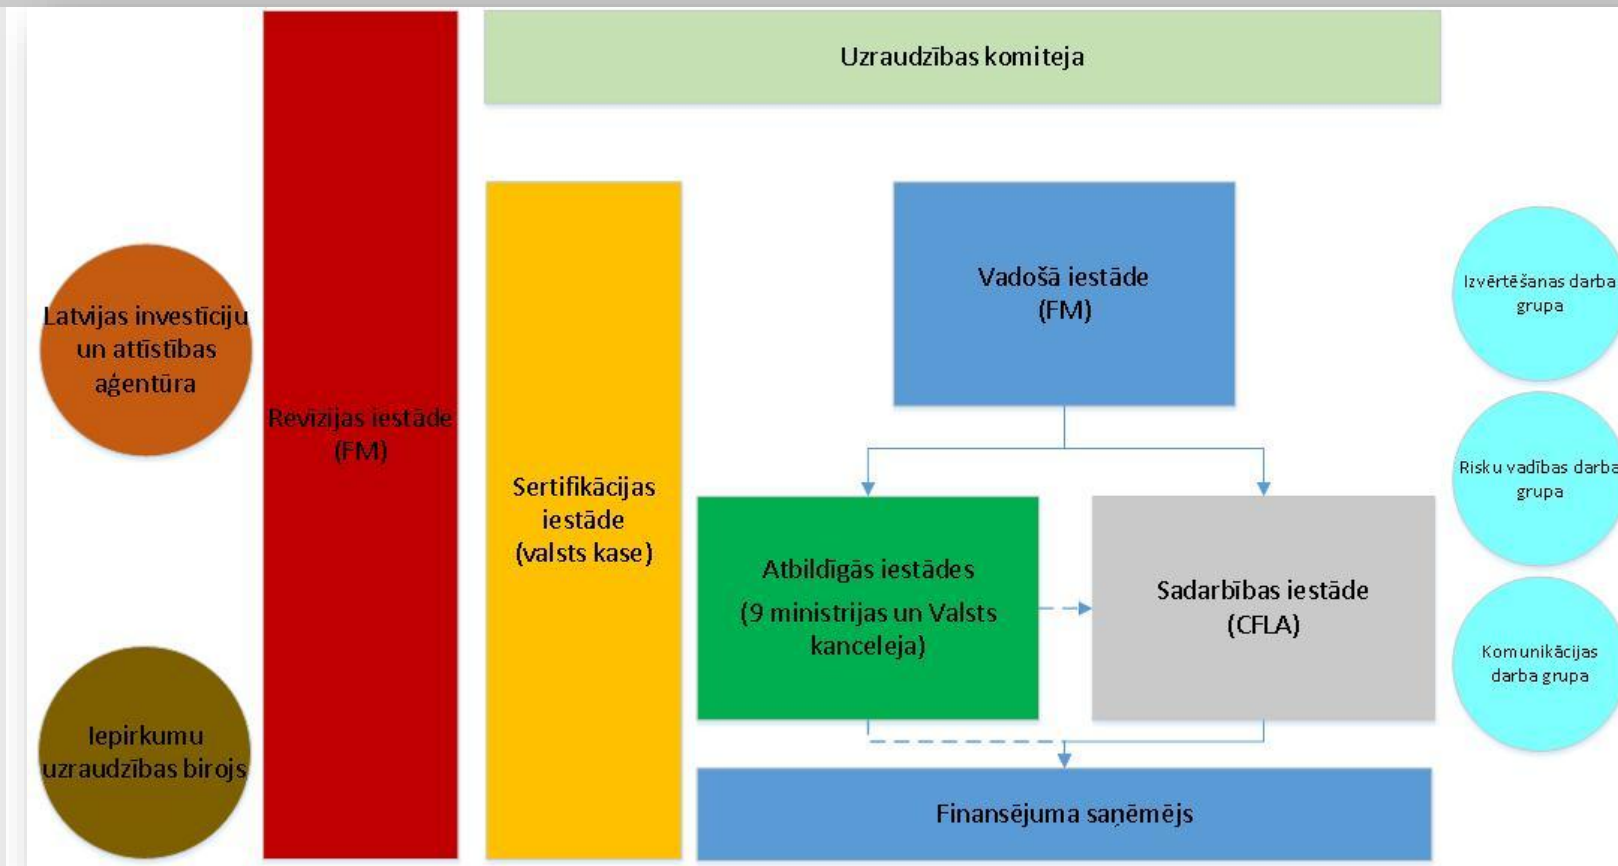 Uzraudzības komiteja
Latvijas investīciju
un attīstības
aģentūra
Iepirkumu
uzraudzības birojs
Revīzijas iestāde
(FM)
Sertifikācijas
iestāde
(valsts kase)
Vadošā iestāde
(FM)
Atbildīgās iestādes
(9 ministrijas un Valsts
kanceleja)
Sadarbības iestāde
(CFLA)
Finansējuma saņēmējs
Izvērtēšanas darba
grupa
Risku vadības darba
grupa
Komunikācijas
darba grupa